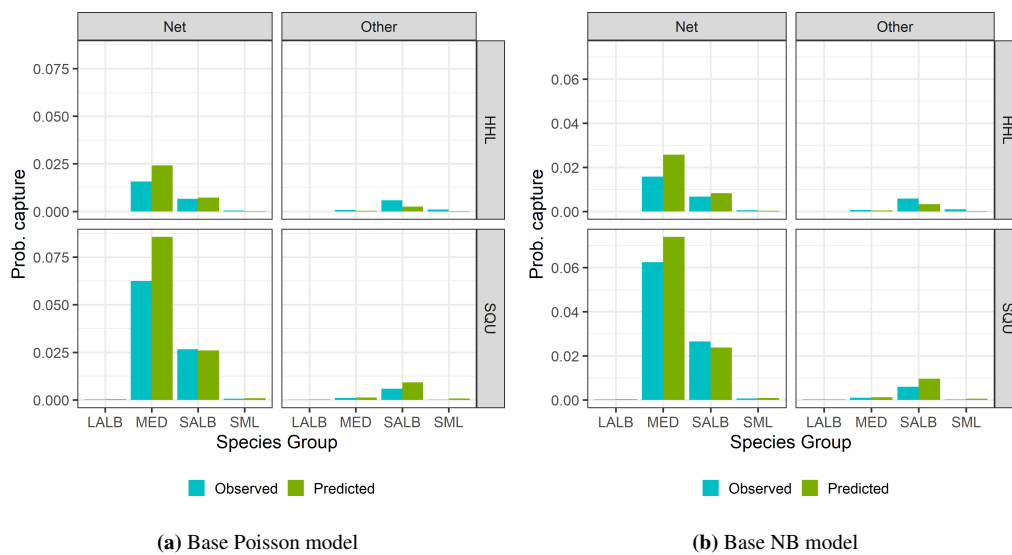 Net
Other
HHL
SQU
Prob. capture
0.075
0.050
0.025
0.000
0.075
0.050
0.025
0.000
LALB MED SALB SML
LALB MED SALB SML
Species Group
Observed Predicted
(a) Base Poisson model
Net
Other
HHL
SQU
Prob. capture
0.06
0.04
0.02
0.00
0.06
0.04
0.02
0.00
LALB MED SALB SML
LALB MED SALB SML
Species Group
Observed Predicted
(b) Base NB model